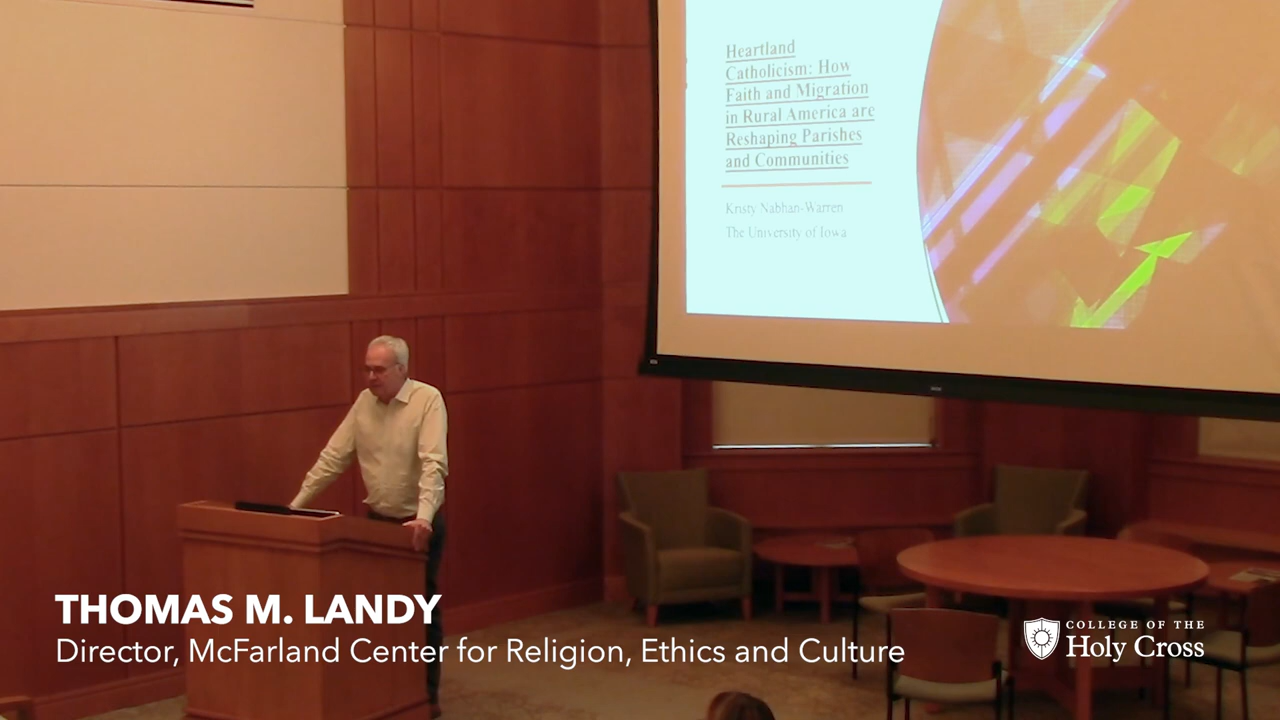 Heartland
Catholicism: How
Faith and Migration
in Rural America are
Reshaping Parishes
and Communities
Kristy Nabhan-Warren
The University of Iowa
THOMAS M. LANDY
Director, McFarland Center for Religion, Ethics and Culture
COLLEGE OF THE
Holy Cross